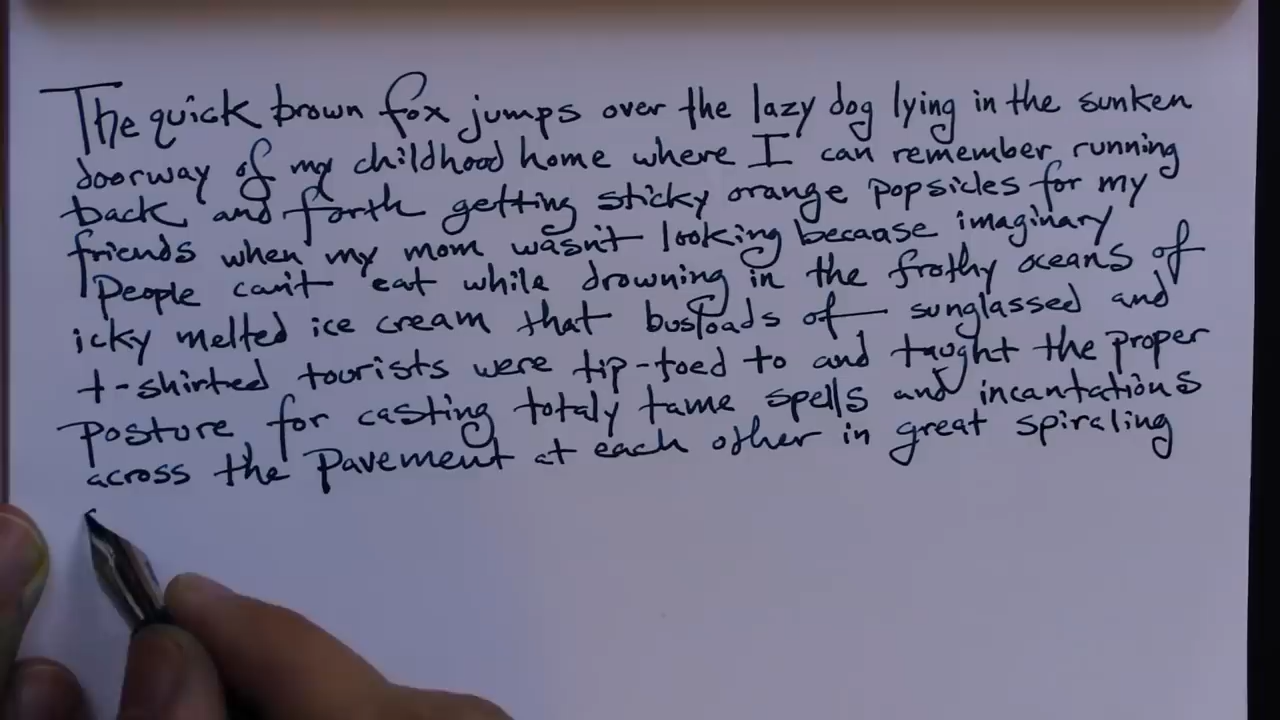 The quick brown fox jumps over the lazy dog lying in the sunken
doorway of my childhood home where I can remember running
back and forth getting sticky orange popsicles for my
friends when my mom wasn't looking because imaginary
People can't eat while drowning in the frothy oceans of
icky melted ice cream that busloads of sunglassed and
t-shirted tourists were tip-toed to and taught the proper
posture for casting totaly tame spells and incantations
across the pavement at each other in great spiraling